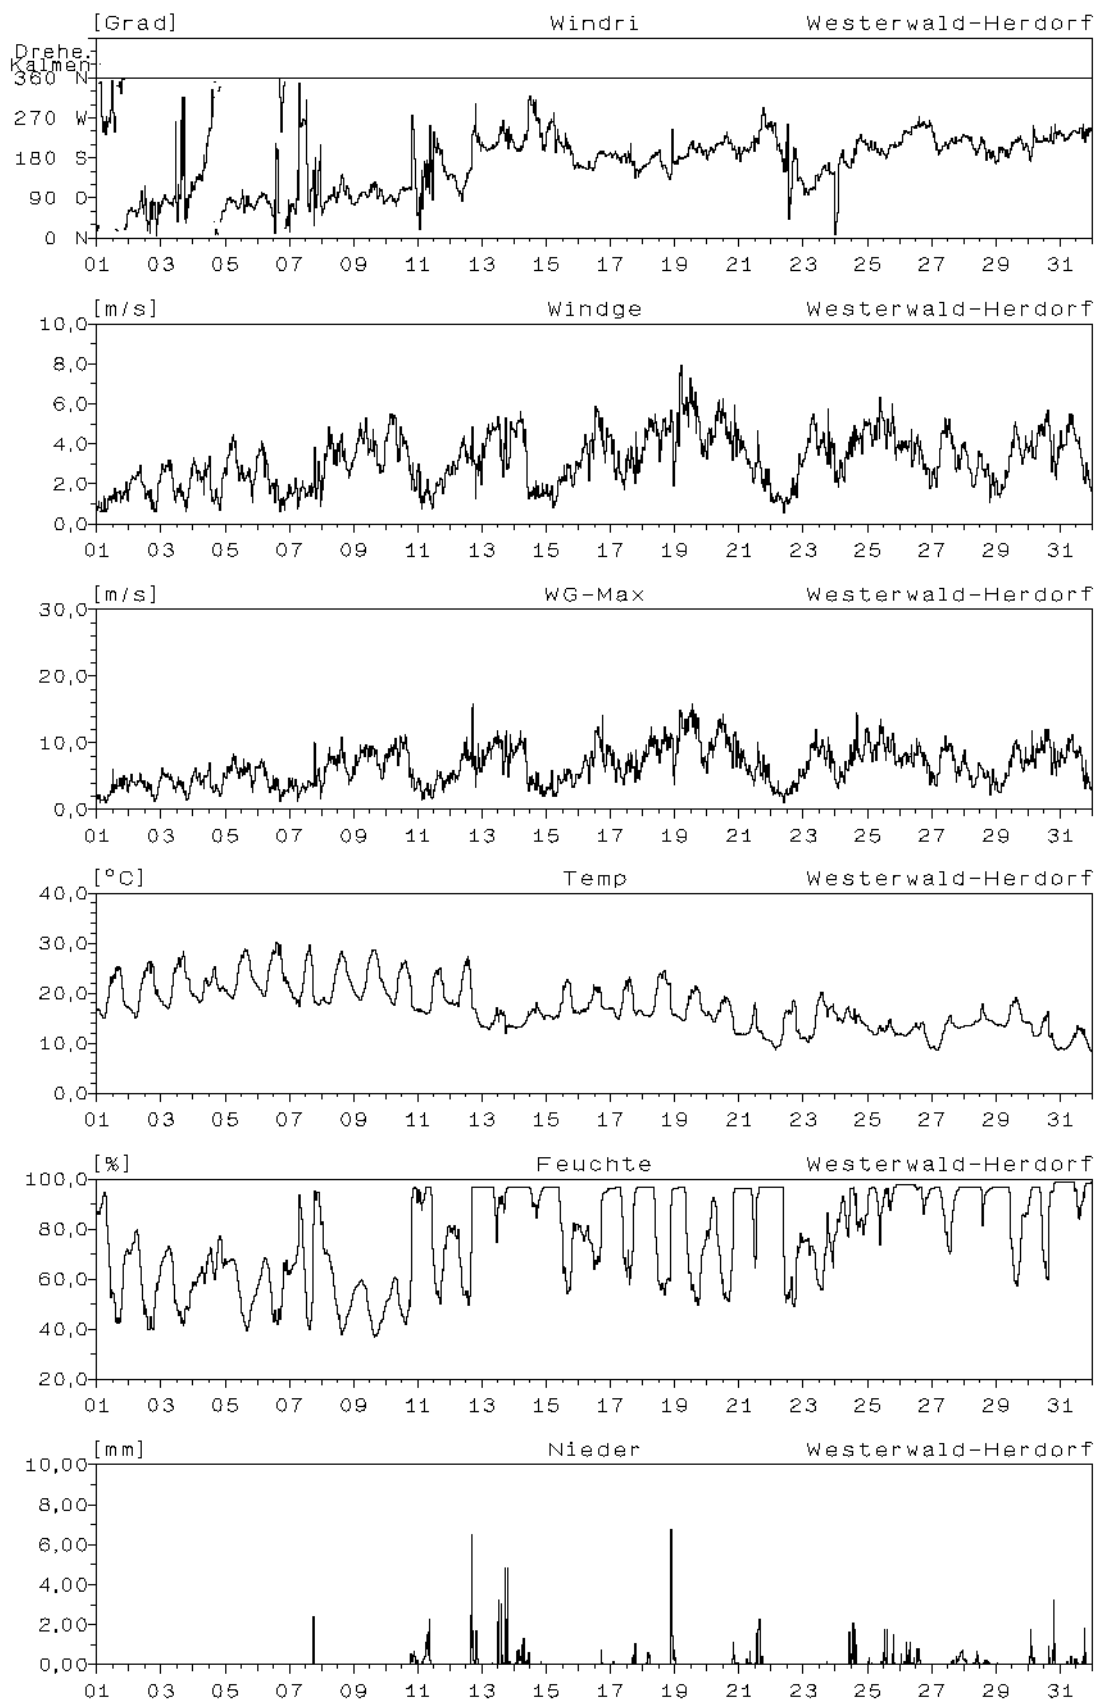 [Grad] Windri Westerwald-Herdorf
Drehe.
Kalmen
360 N
270 W
180 S
90 O
0 N
01 03 05 07 09 11 13 15 17 19 21 23 25 27 29 31
[m/s] Windge Westerwald-Herdorf
10,0
8,0
6,0
4,0
2,0
0,0
01 03 05 07 09 11 13 15 17 19 21 23 25 27 29 31
[m/s] WG-Max Westerwald-Herdorf
30,0
20,0
10,0
0,0
01 03 05 07 09 11 13 15 17 19 21 23 25 27 29 31
[°C] Temp Westerwald-Herdorf
40,0
30,0
20,0
10,0
0,0
01 03 05 07 09 11 13 15 17 19 21 23 25 27 29 31
[%] Feuchte Westerwald-Herdorf
100,0
80,0
60,0
40,0
20,0
01 03 05 07 09 11 13 15 17 19 21 23 25 27 29 31
[mm] Nieder Westerwald-Herdorf
10,00
8,00
6,00
4,00
2,00
0,00
01 03 05 07 09 11 13 15 17 19 21 23 25 27 29 31